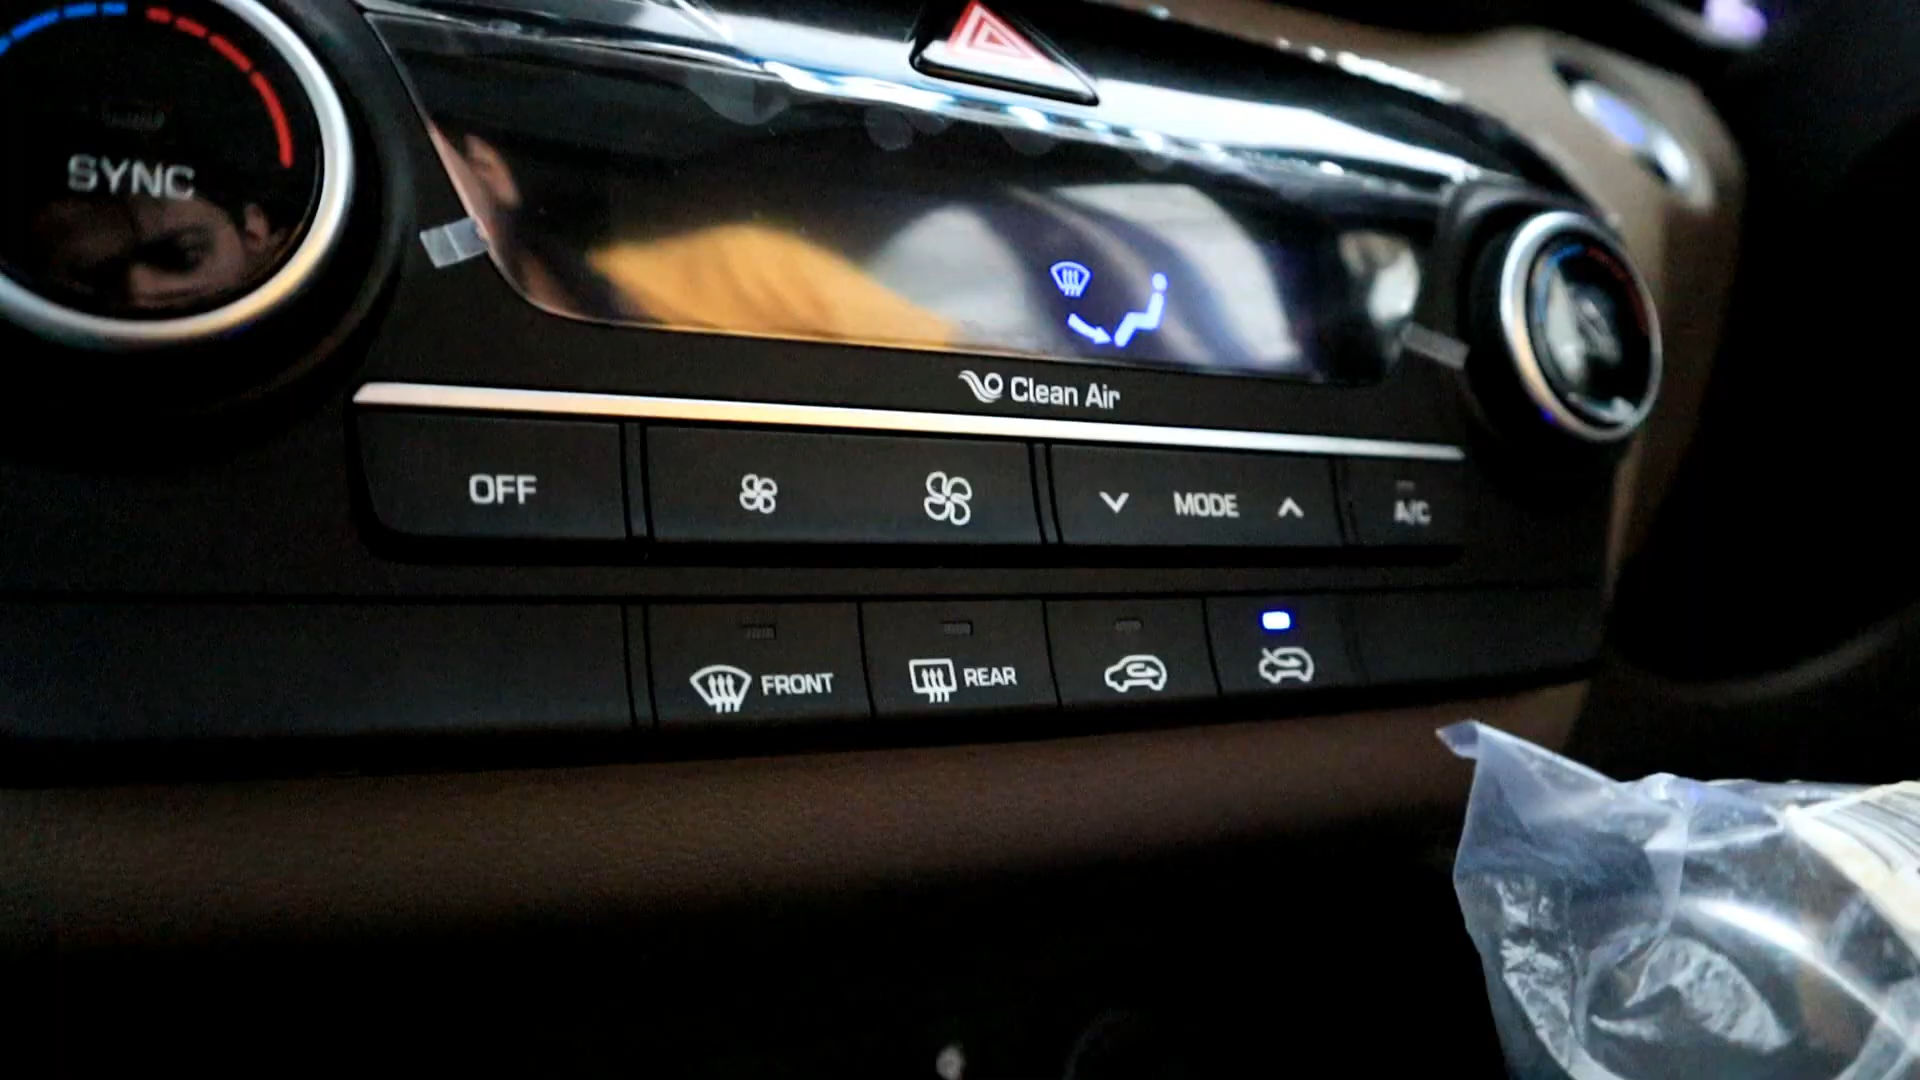 SYNC
Clean Air
OFF
MODE
A/C
FRONT
REAR